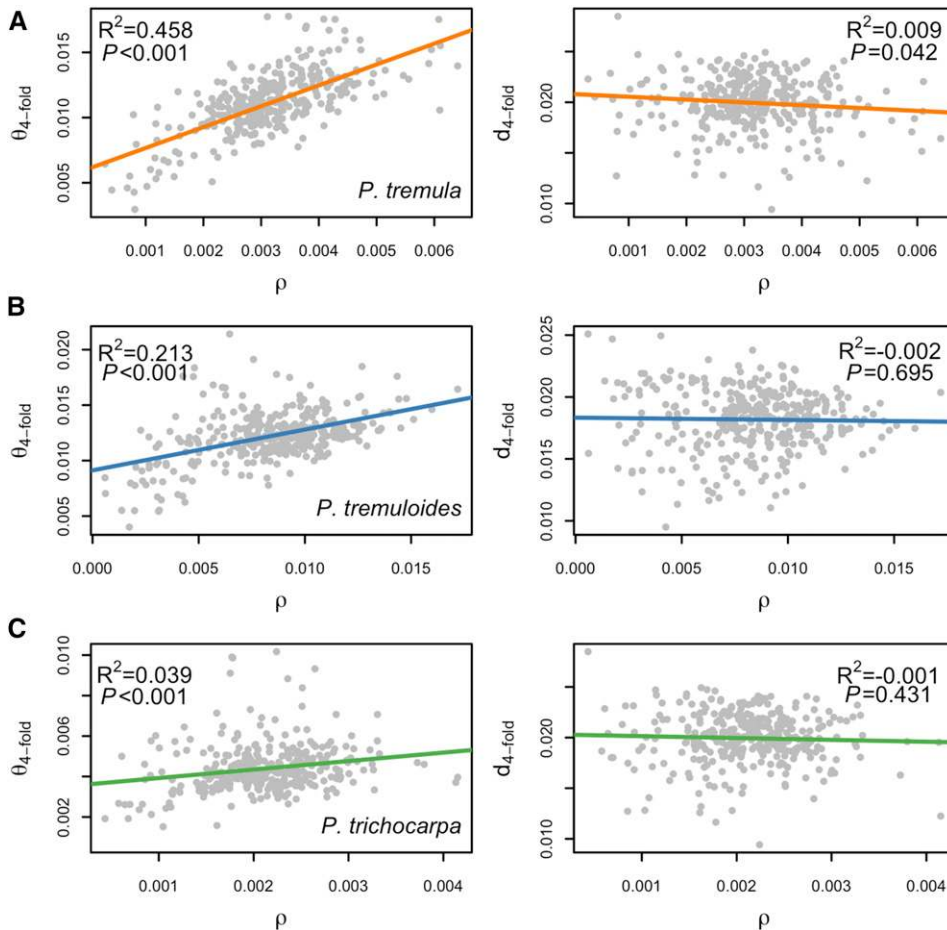 A
R²=0.458
P<0.001
θ4−fold
0.005 0.010 0.015
P. tremula
0.001 0.002 0.003 0.004 0.005 0.006
ρ
R²=0.009
P=0.042
d4−fold
0.010 0.020
0.001 0.002 0.003 0.004 0.005 0.006
ρ
B
R²=0.213
P<0.001
θ4−fold
0.005 0.010 0.015 0.020
P. tremuloides
0.000 0.005 0.010 0.015
ρ
R²=-0.002
P=0.695
d4−fold
0.010 0.015 0.020 0.025
0.000 0.005 0.010 0.015
ρ
C
R²=0.039
P<0.001
θ4−fold
0.002 0.006 0.010
P. trichocarpa
0.001 0.002 0.003 0.004
ρ
R²=-0.001
P=0.431
d4−fold
0.010 0.020
0.001 0.002 0.003 0.004
ρ